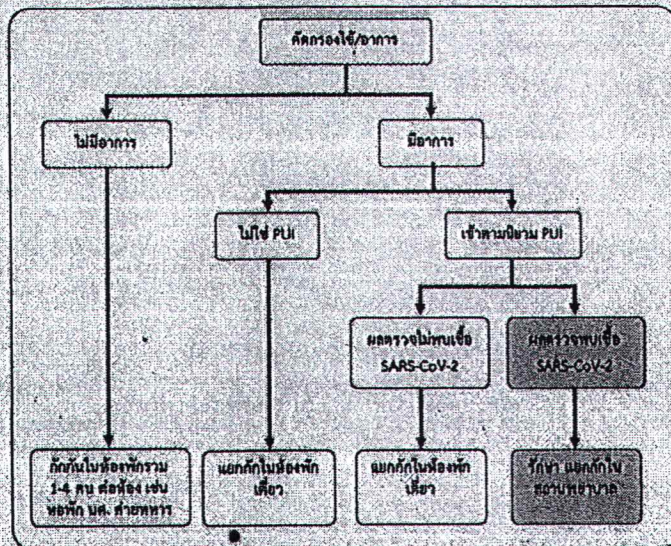 คัดกรองไข้/อาการ
ไม่มีอาการ
มีอาการ
ไม่ใช่ PUI
เข้าตามนิยาม PUI
ผลตรวจไม่พบเชื้อ
SARS-CoV-2
ผลตรวจพบเชื้อ
SARS-CoV-2
กักกันในห้องพักรวม
1-4 คน ต่อห้อง เช่น
หอพัก นศ. ค่ายทหาร
แยกกักในห้องพัก
เดี่ยว
แยกกักในห้องพัก
เดี่ยว
รักษา แยกกักใน
สถานพยาบาล